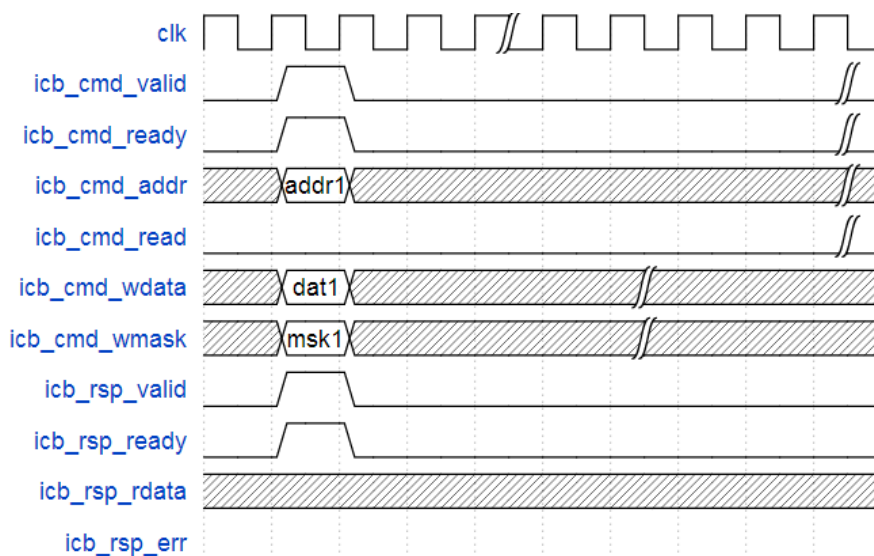 clk
icb_cmd_valid
icb_cmd_ready
icb_cmd_addr addr1
icb_cmd_read
icb_cmd_wdata dat1
icb_cmd_wmask msk1
icb_rsp_valid
icb_rsp_ready
icb_rsp_rdata
icb_rsp_err